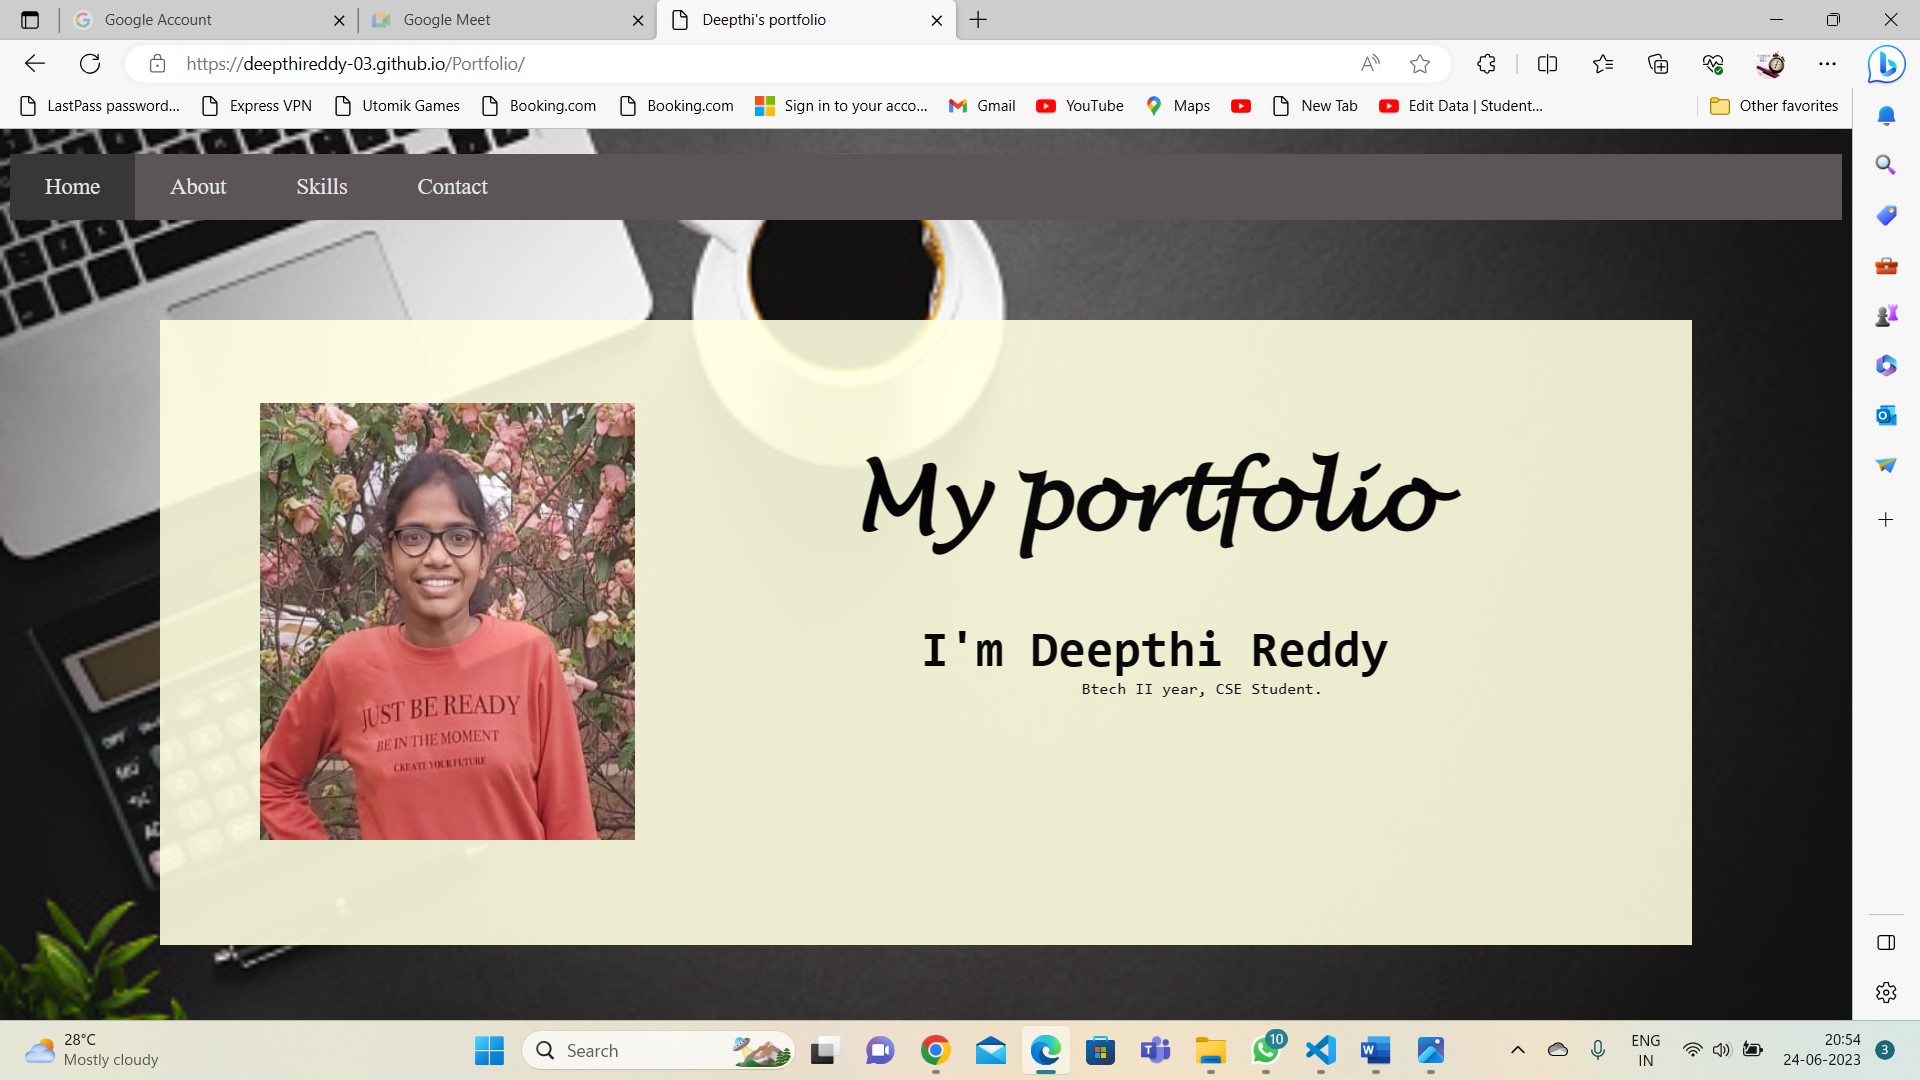 Google Account
Google Meet
Deepthi's portfolio
https://deepthireddy-03.github.io/Portfolio/
LastPass password...
Express VPN
Utomik Games
Booking.com
Booking.com
Sign in to your acco...
Gmail
YouTube
Maps
New Tab
Edit Data | Student...
Other favorites
Home
About
Skills
Contact
My portfolio
I'm Deepthi Reddy
Btech II year, CSE Student.
JUST BE READY
BE IN THE MOMENT
CREATE YOUR FUTURE
28°C
Mostly cloudy
Search
10
ENG
IN
20:54
24-06-2023
3